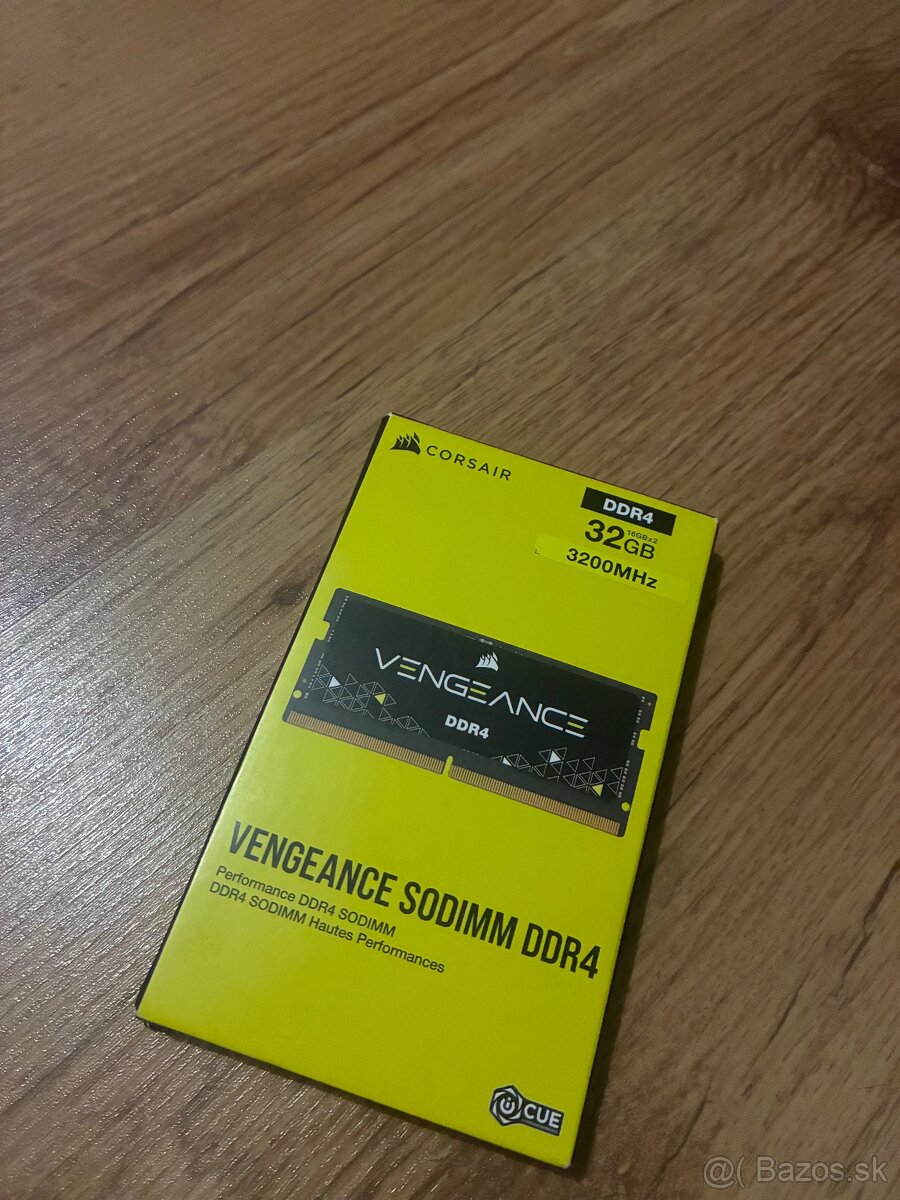 CORSAIR
DDR4
32GB 16GBx2
3200MHz
VENGEANCE
DDR4
VENGEANCE SODIMM DDR4
Performance DDR4 SODIMM
DDR4 SODIMM Hautes Performances
iCUE
@( Bazos.sk